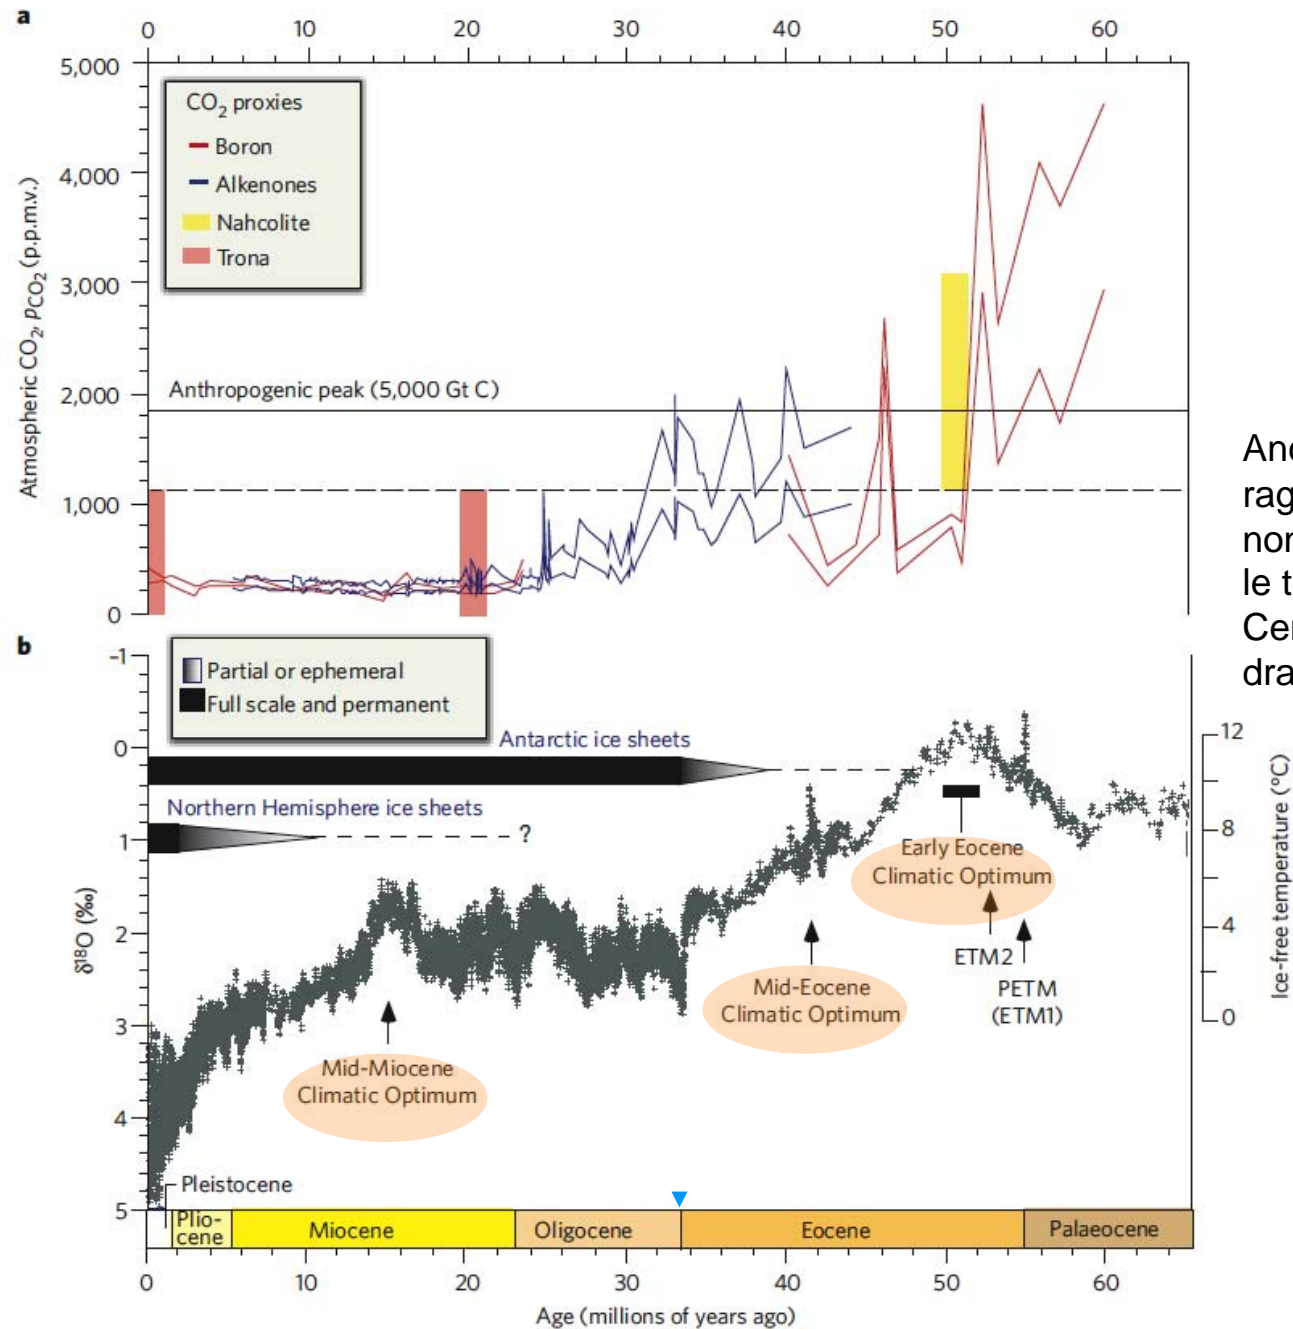 a
0 10 20 30 40 50 60
5,000
4,000
3,000
2,000
1,000
0
Atmospheric CO2, pCO2 (p.p.m.v.)
CO2 proxies
Boron
Alkenones
Nahcolite
Trona
Anthropogenic peak (5,000 Gt C)
b
-1
0
1
2
3
4
5
δ18O (‰)
Partial or ephemeral
Full scale and permanent
Antarctic ice sheets
Northern Hemisphere ice sheets
?
12
8
4
0
Ice-free temperature (°C)
Early Eocene
Climatic Optimum
ETM2
PETM
(ETM1)
Mid-Eocene
Climatic Optimum
Mid-Miocene
Climatic Optimum
Pleistocene
Plio-
cene
Miocene
Oligocene
Eocene
Palaeocene
0 10 20 30 40 50 60
Age (millions of years ago)
le